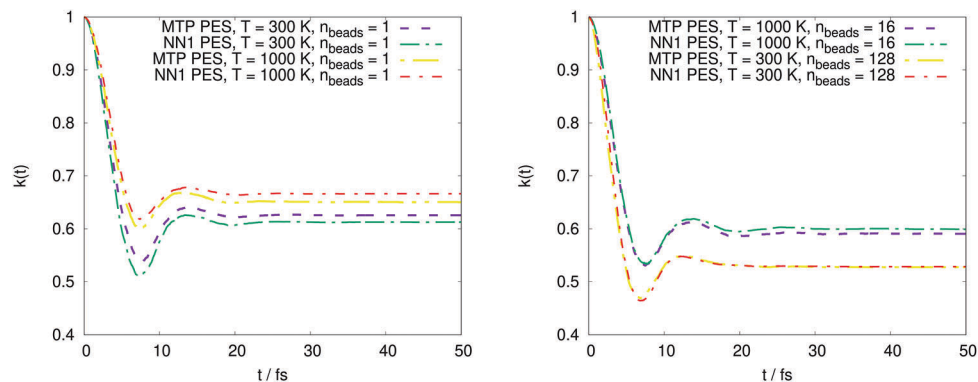 MTP PES, T = 300 K, n_beads = 1
NN1 PES, T = 300 K, n_beads = 1
MTP PES, T = 1000 K, n_beads = 1
NN1 PES, T = 1000 K, n_beads = 1
1
0.9
0.8
0.7
0.6
0.5
0.4
k(t)
0 10 20 30 40 50
t / fs
MTP PES, T = 1000 K, n_beads = 16
NN1 PES, T = 1000 K, n_beads = 16
MTP PES, T = 300 K, n_beads = 128
NN1 PES, T = 300 K, n_beads = 128
1
0.9
0.8
0.7
0.6
0.5
0.4
k(t)
0 10 20 30 40 50
t / fs